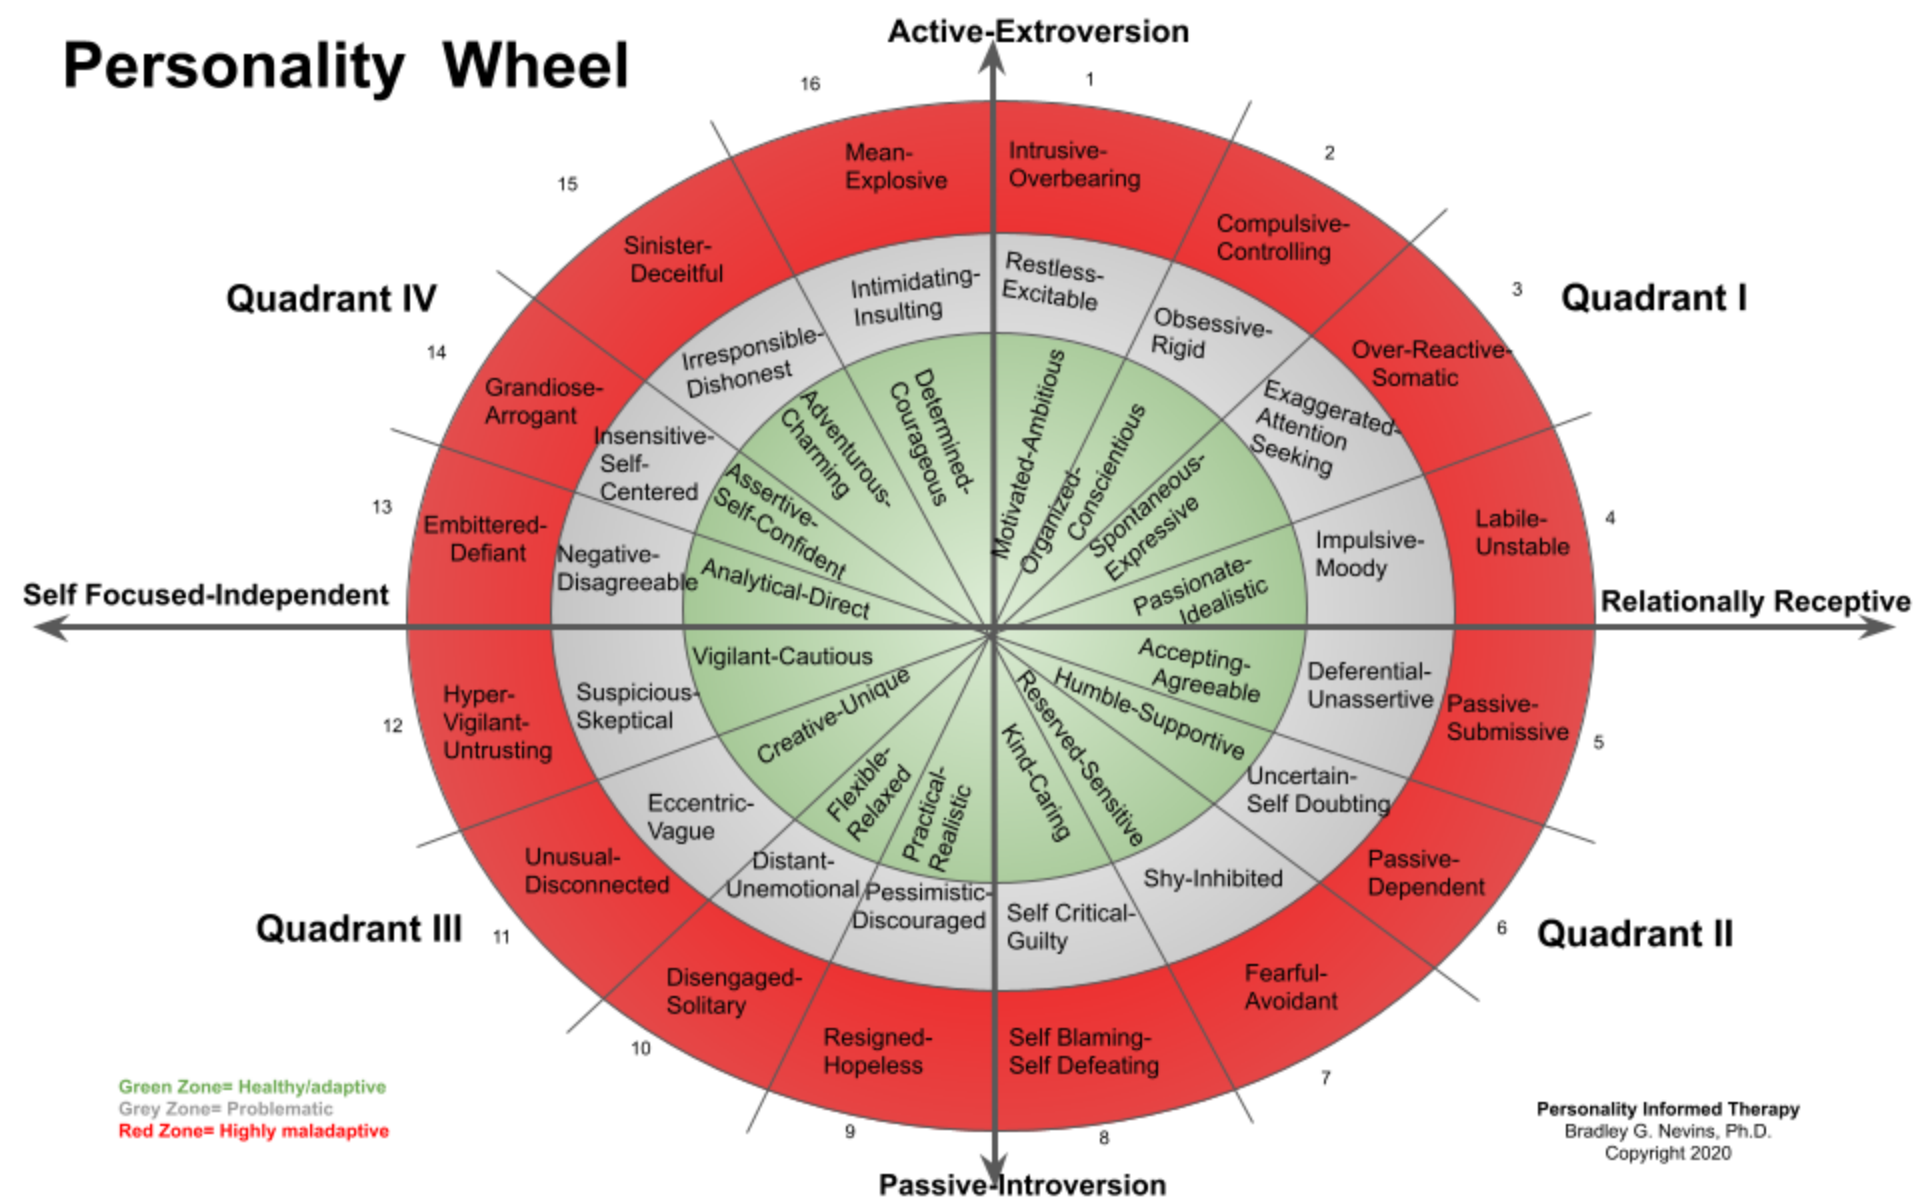 Personality Wheel
Active-Extroversion
16
1
2
15
3
14
4
13
12
5
11
6
10
7
9
8
Quadrant IV
Quadrant I
Quadrant III
Quadrant II
Self Focused-Independent
Relationally Receptive
Passive-Introversion
Mean-
Explosive
Intrusive-
Overbearing
Compulsive-
Controlling
Over-Reactive-
Somatic
Labile-
Unstable
Passive-
Submissive
Passive-
Dependent
Fearful-
Avoidant
Self Blaming-
Self Defeating
Resigned-
Hopeless
Disengaged-
Solitary
Unusual-
Disconnected
Hyper-
Vigilant-
Untrusting
Embittered-
Defiant
Grandiose-
Arrogant
Sinister-
Deceitful
Intimidating-
Insulting
Restless-
Excitable
Obsessive-
Rigid
Exaggerated-
Attention
Seeking
Impulsive-
Moody
Deferential-
Unassertive
Uncertain-
Self Doubting
Shy-Inhibited
Self Critical-
Guilty
Pessimistic-
Discouraged
Distant-
Unemotional
Eccentric-
Vague
Suspicious-
Skeptical
Negative-
Disagreeable
Insensitive-
Self-
Centered
Irresponsible-
Dishonest
Determined-
Courageous
Motivated-Ambitious
Organized-
Conscientious
Spontaneous-
Expressive
Passionate-
Idealistic
Accepting-
Agreeable
Humble-Supportive
Reserved-Sensitive
Kind-Caring
Practical-
Realistic
Flexible-
Relaxed
Creative-Unique
Vigilant-Cautious
Analytical-Direct
Assertive-
Self-Confident
Adventurous-
Charming
Green Zone= Healthy/adaptive
Grey Zone= Problematic
Red Zone= Highly maladaptive
Personality Informed Therapy
Bradley G. Nevins, Ph.D.
Copyright 2020